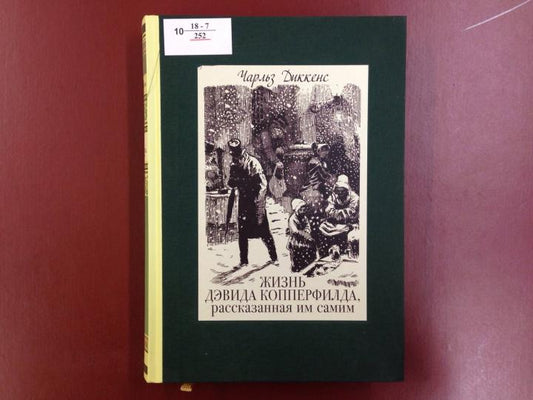 10 18 - 7
252
Чарльз Диккенс
ЖИЗНЬ
ДЭВИДА КОППЕРФИЛДА,
рассказанная им самим